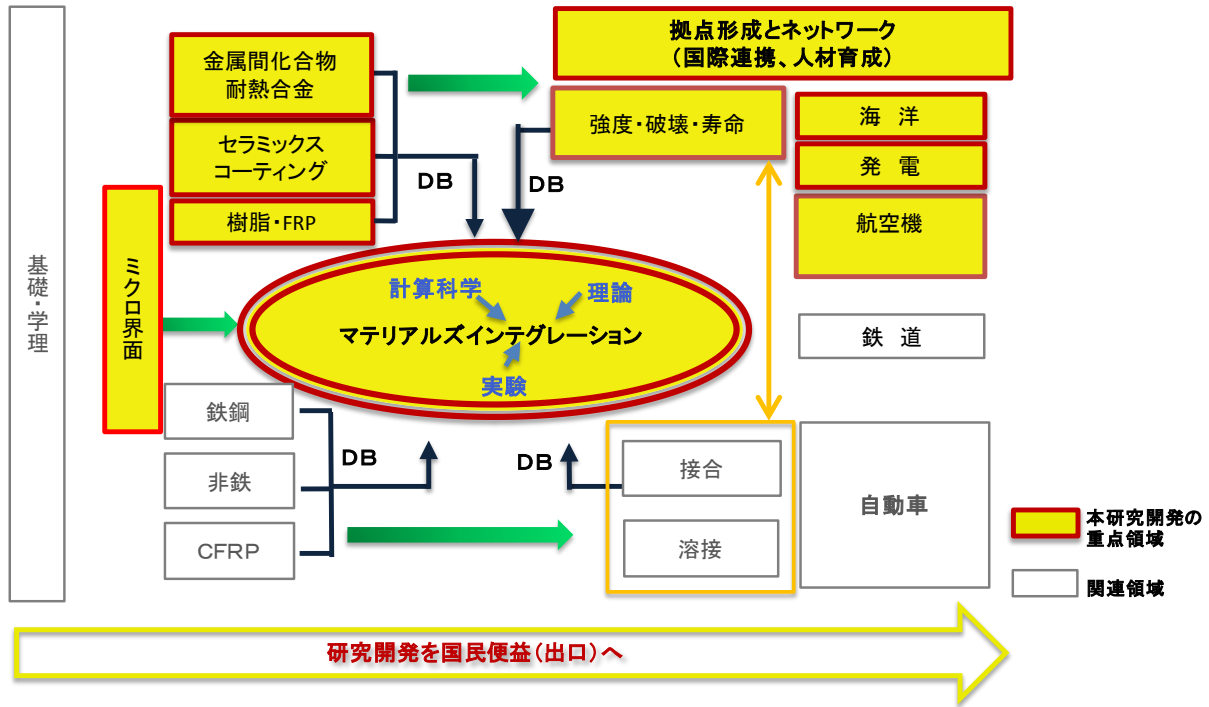 拠点形成とネットワーク
（国際連携、人材育成）
金属間化合物
耐熱合金
強度・破壊・寿命
海　洋
セラミックス
コーティング
発　電
DB
DB
樹脂・FRP
航空機
基礎・学理
ミクロ界面
計算科学
理論
マテリアルズインテグレーション
実験
鉄　道
鉄鋼
DB
DB
接合
非鉄
自動車
CFRP
溶接
本研究開発の
重点領域
関連領域
研究開発を国民便益（出口）へ